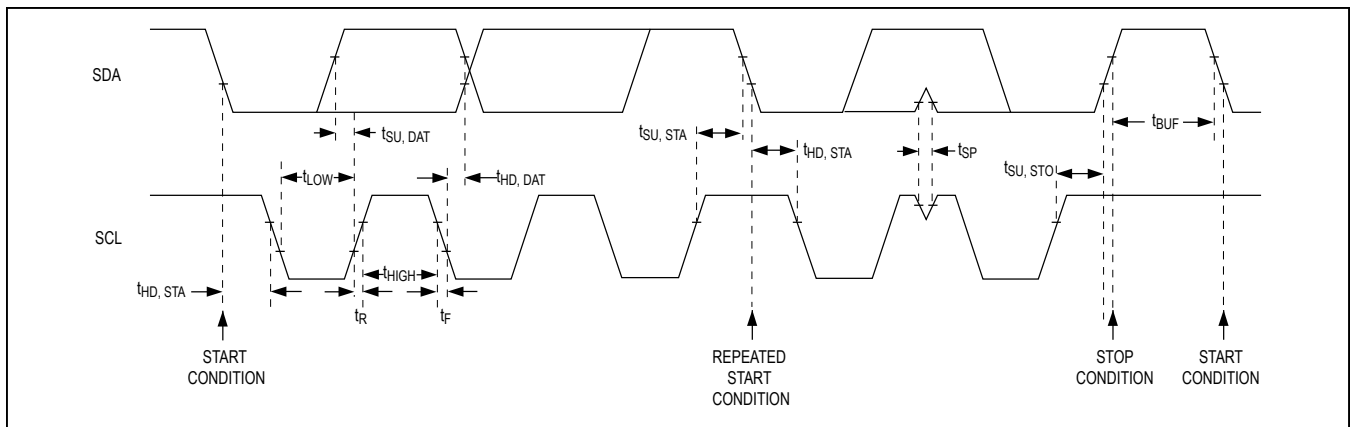 SDA
tSU, DAT
tSU, STA
tHD, STA
tSP
tBUF
tLOW
tHD, DAT
tSU, STO
SCL
tHIGH
tHD, STA
tR
tF
START
CONDITION
REPEATED
START
CONDITION
STOP
CONDITION
START
CONDITION